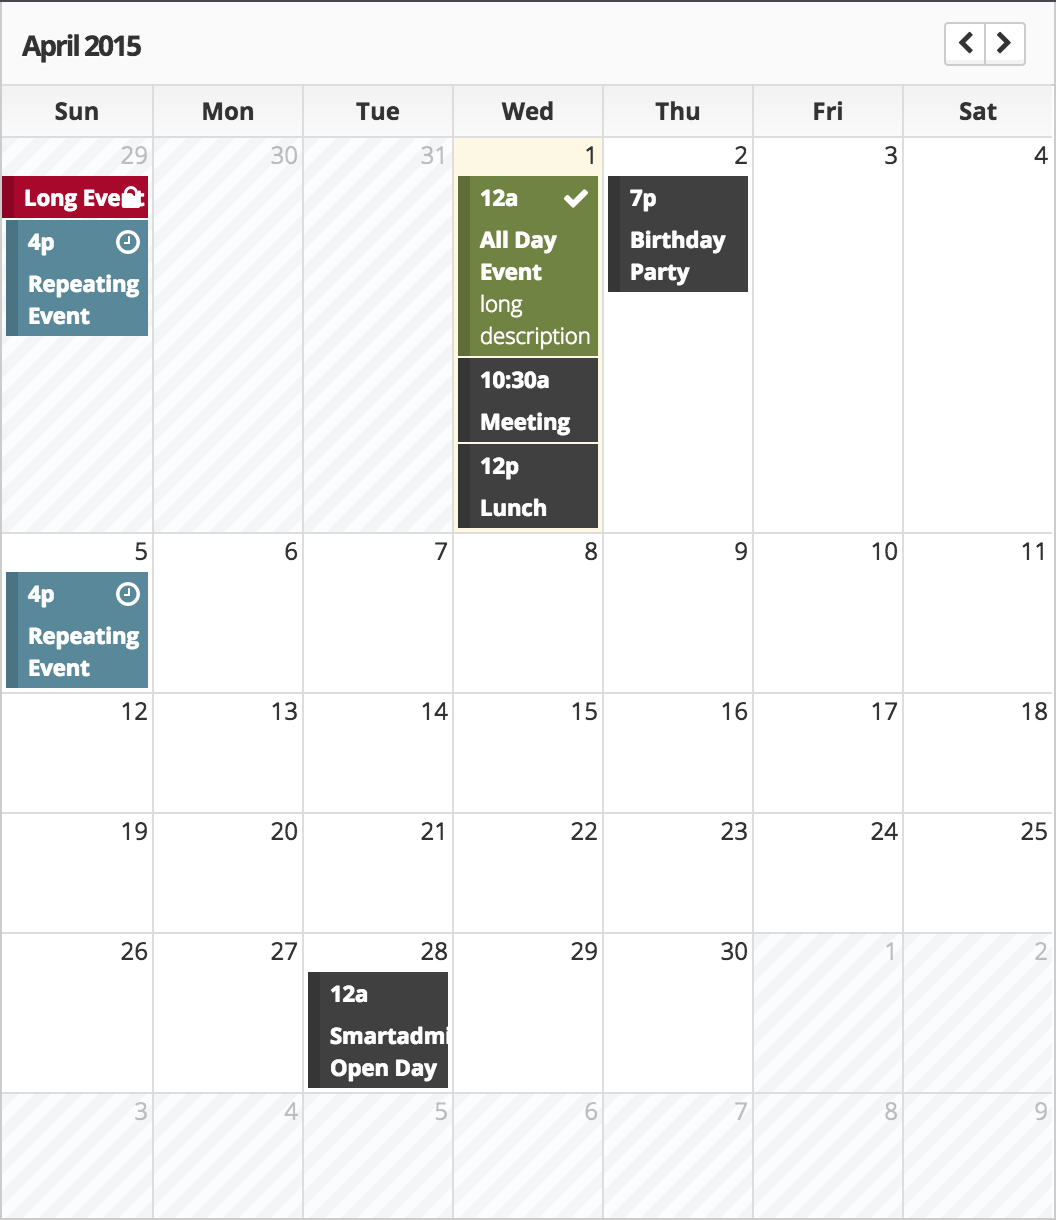 April 2015
Sun Mon Tue Wed Thu Fri Sat
29 30 31 1 2 3 4
Long Event
4p
Repeating
Event
12a
All Day
Event
long
description
10:30a
Meeting
12p
Lunch
7p
Birthday
Party
5 6 7 8 9 10 11
4p
Repeating
Event
12 13 14 15 16 17 18
19 20 21 22 23 24 25
26 27 28 29 30 1 2
12a
Smartadmi
Open Day
3 4 5 6 7 8 9